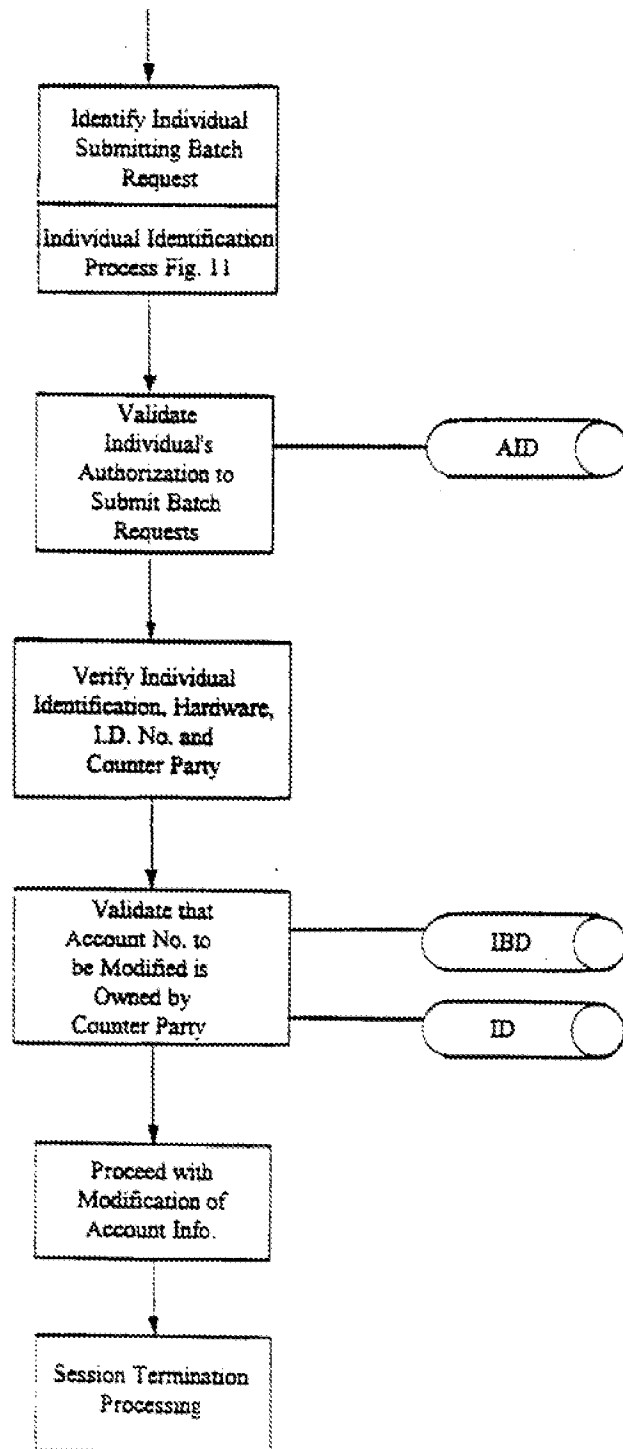 Identify Individual
Submitting Batch
Request
Individual Identification
Process Fig. 11
Validate
Individual's
Authorization to
Submit Batch
Requests
AID
Verify Individual
Identification, Hardware,
I.D. No. and
Counter Party
Validate that
Account No. to
be Modified is
Owned by
Counter Party
IBD
ID
Proceed with
Modification of
Account Info.
Session Termination
Processing